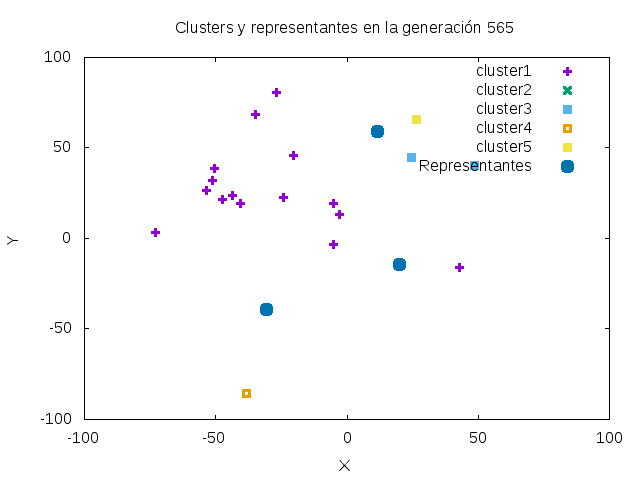 Clusters y representantes en la generación 565
100
50
0
-50
-100
-100
-50
0
50
100
Y
X
cluster1
cluster2
cluster3
cluster4
cluster5
Representantes